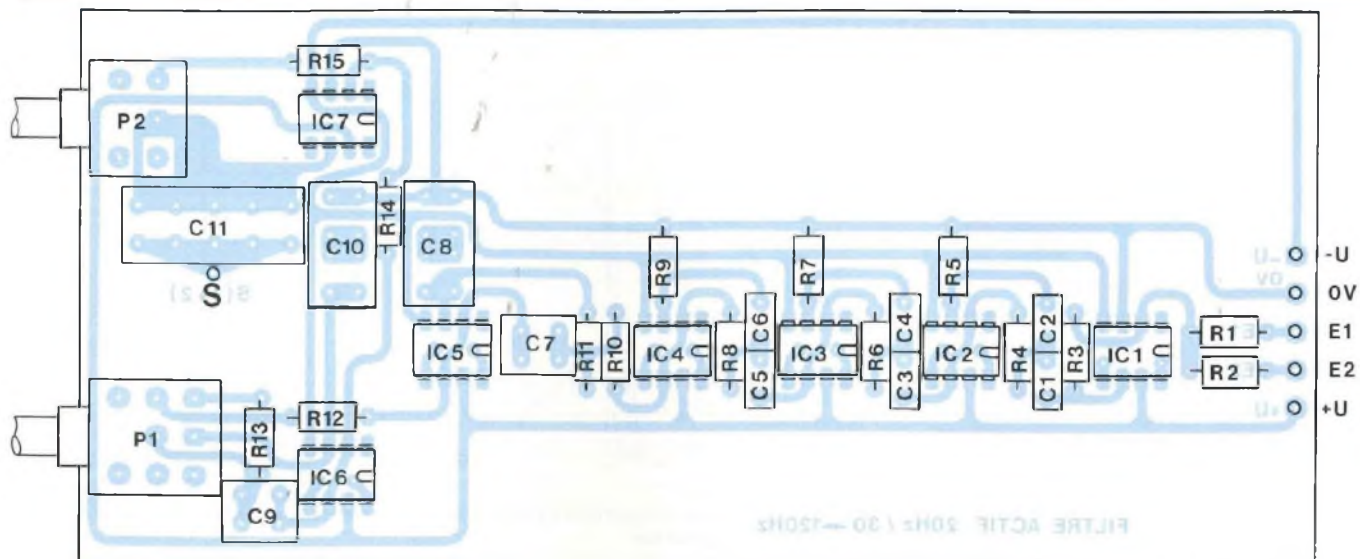 R15
P2
IC7
C11
C10
R14
C8
S
S(x2)
R9
R7
R5
-U
-U
0V
0V
E1
E2
+U
+U
E
E
R1
R2
IC5
C7
R11
R10
IC4
R8
C6
C5
IC3
R6
C4
C3
IC2
R4
C2
C1
R3
IC1
P1
R13
R12
IC6
C9
FILTRE ACTIF 20Hz / 30 → 120Hz